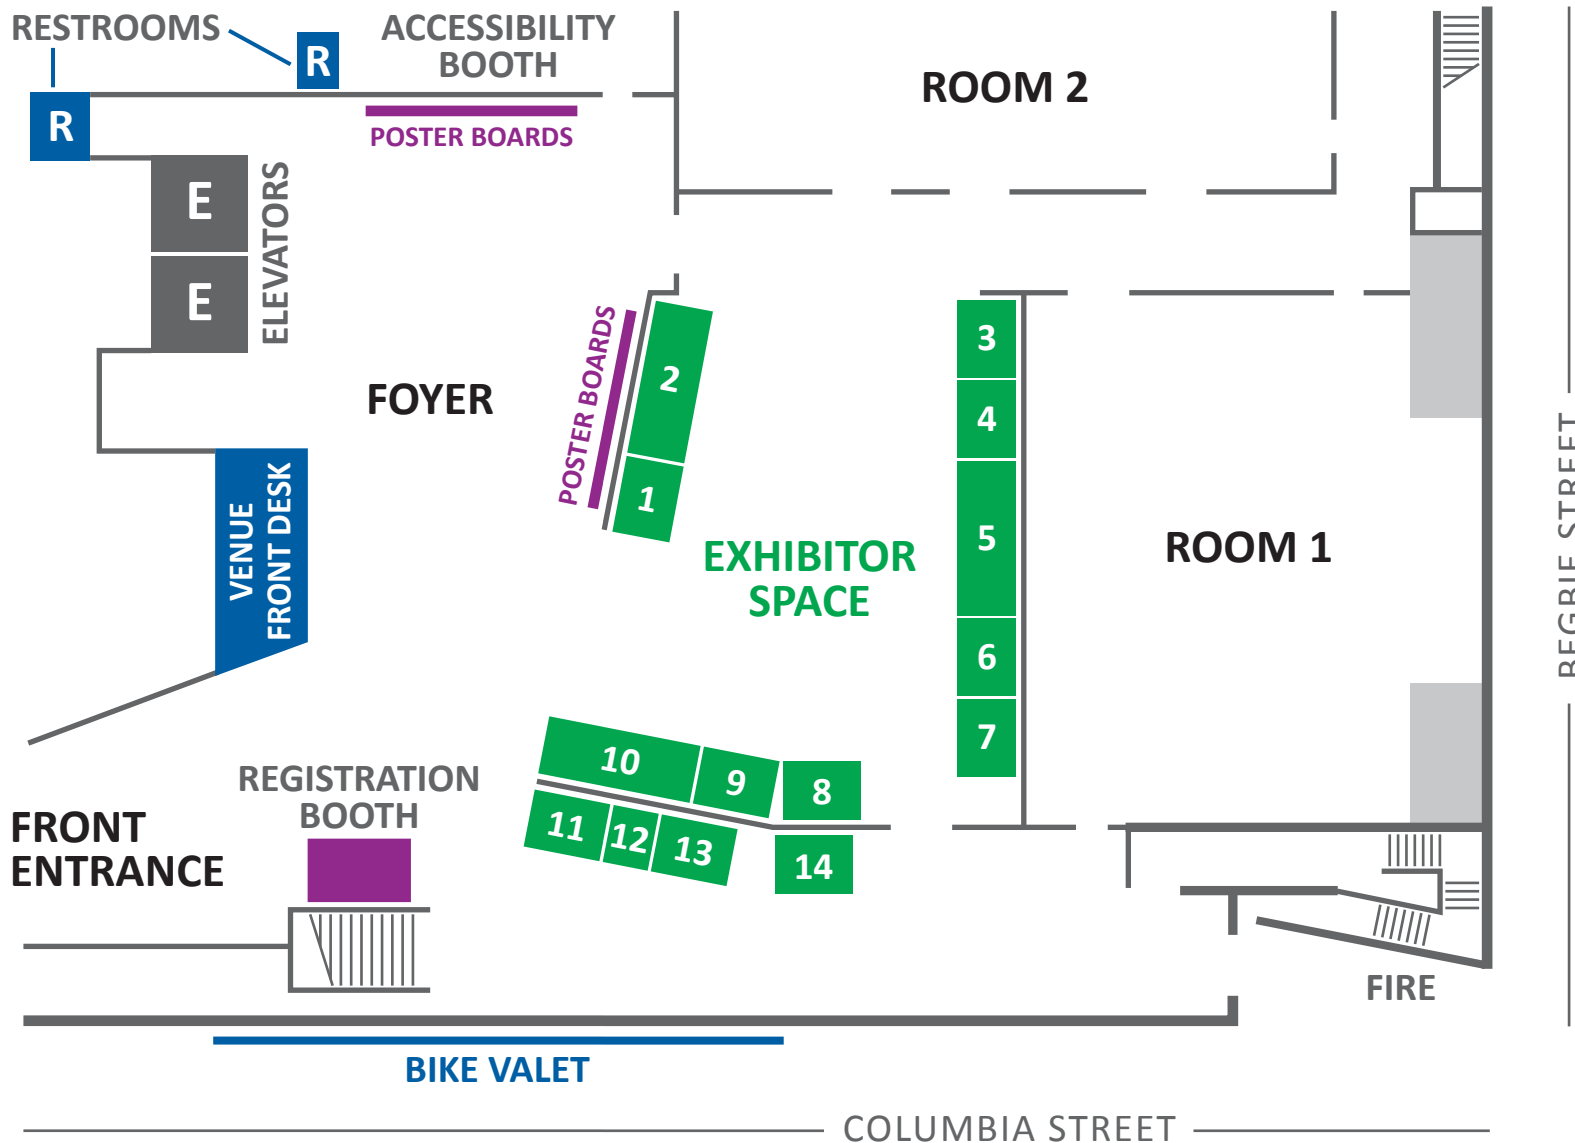 RESTROOMS
R
R
ACCESSIBILITY
BOOTH
POSTER BOARDS
ROOM 2
E
E
ELEVATORS
FOYER
POSTER BOARDS
2
1
3
4
5
6
7
EXHIBITOR
SPACE
ROOM 1
BEGBIE STREET
VENUE
FRONT DESK
10
9
8
11
12
13
14
REGISTRATION
BOOTH
FRONT
ENTRANCE
FIRE
BIKE VALET
COLUMBIA STREET